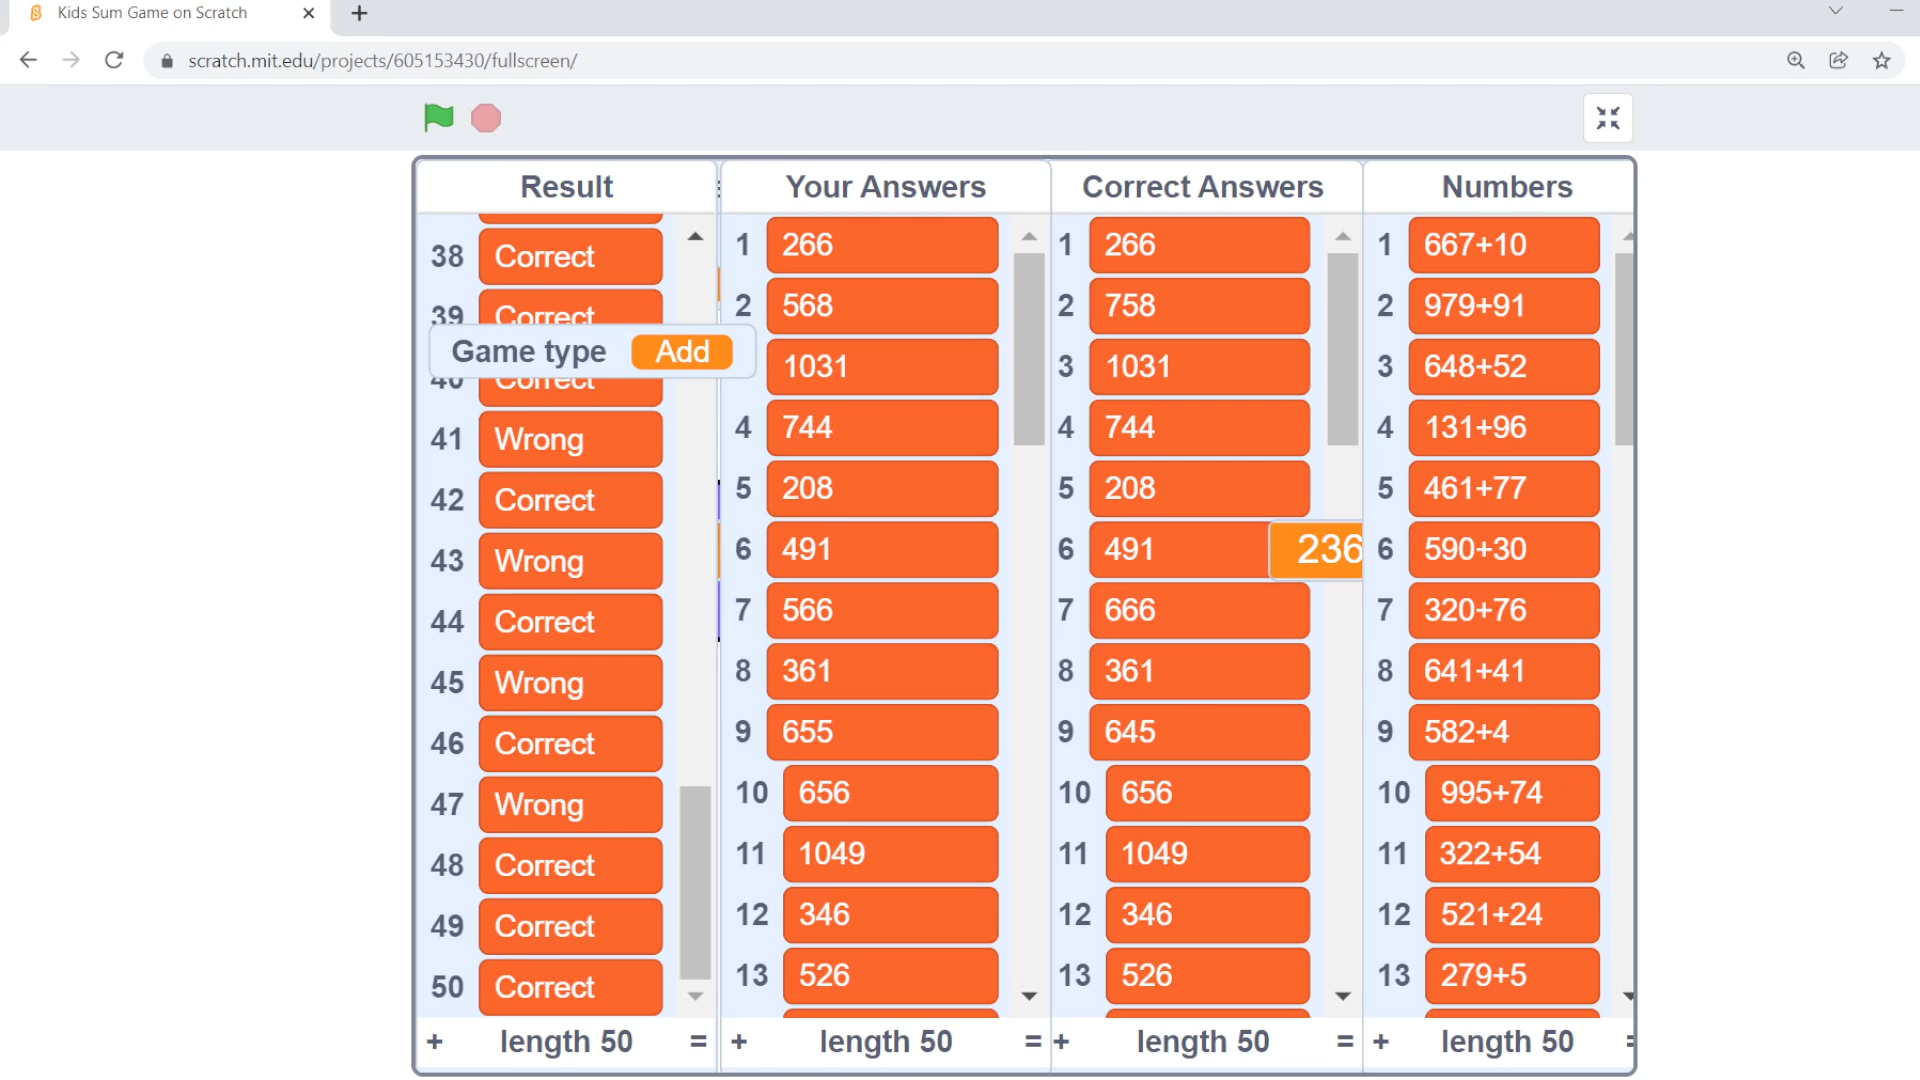 Kids Sum Game on Scratch
scratch.mit.edu/projects/605153430/fullscreen/
Result
38 Correct
39 Correct
Game type Add
40 Correct
41 Wrong
42 Correct
43 Wrong
44 Correct
45 Wrong
46 Correct
47 Wrong
48 Correct
49 Correct
50 Correct
+ length 50 =
Your Answers
1 266
2 568
1031
4 744
5 208
6 491
7 566
8 361
9 655
10 656
11 1049
12 346
13 526
+ length 50 =
Correct Answers
1 266
2 758
3 1031
4 744
5 208
6 491
236
7 666
8 361
9 645
10 656
11 1049
12 346
13 526
+ length 50 =
Numbers
1 667+10
2 979+91
3 648+52
4 131+96
5 461+77
6 590+30
7 320+76
8 641+41
9 582+4
10 995+74
11 322+54
12 521+24
13 279+5
+ length 50 =